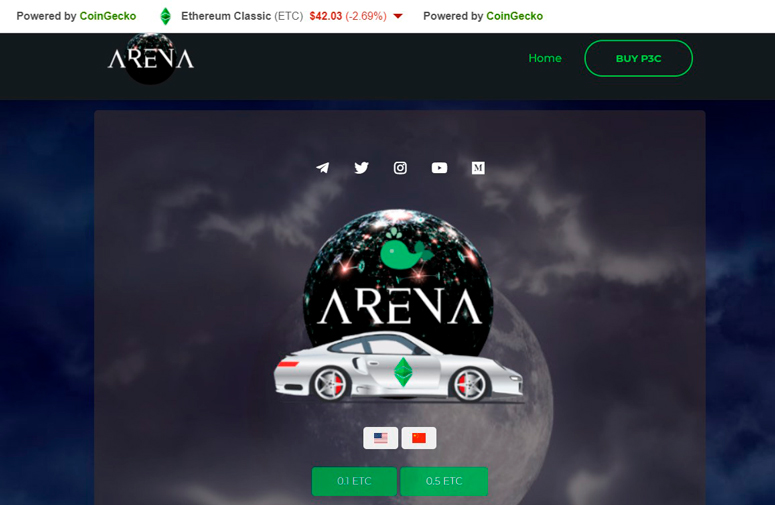 Powered by CoinGecko Ethereum Classic (ETC) $42.03 (-2.69%) Powered by CoinGecko
ARENA Home BUY P3C
M
ARENA
0.1 ETC 0.5 ETC